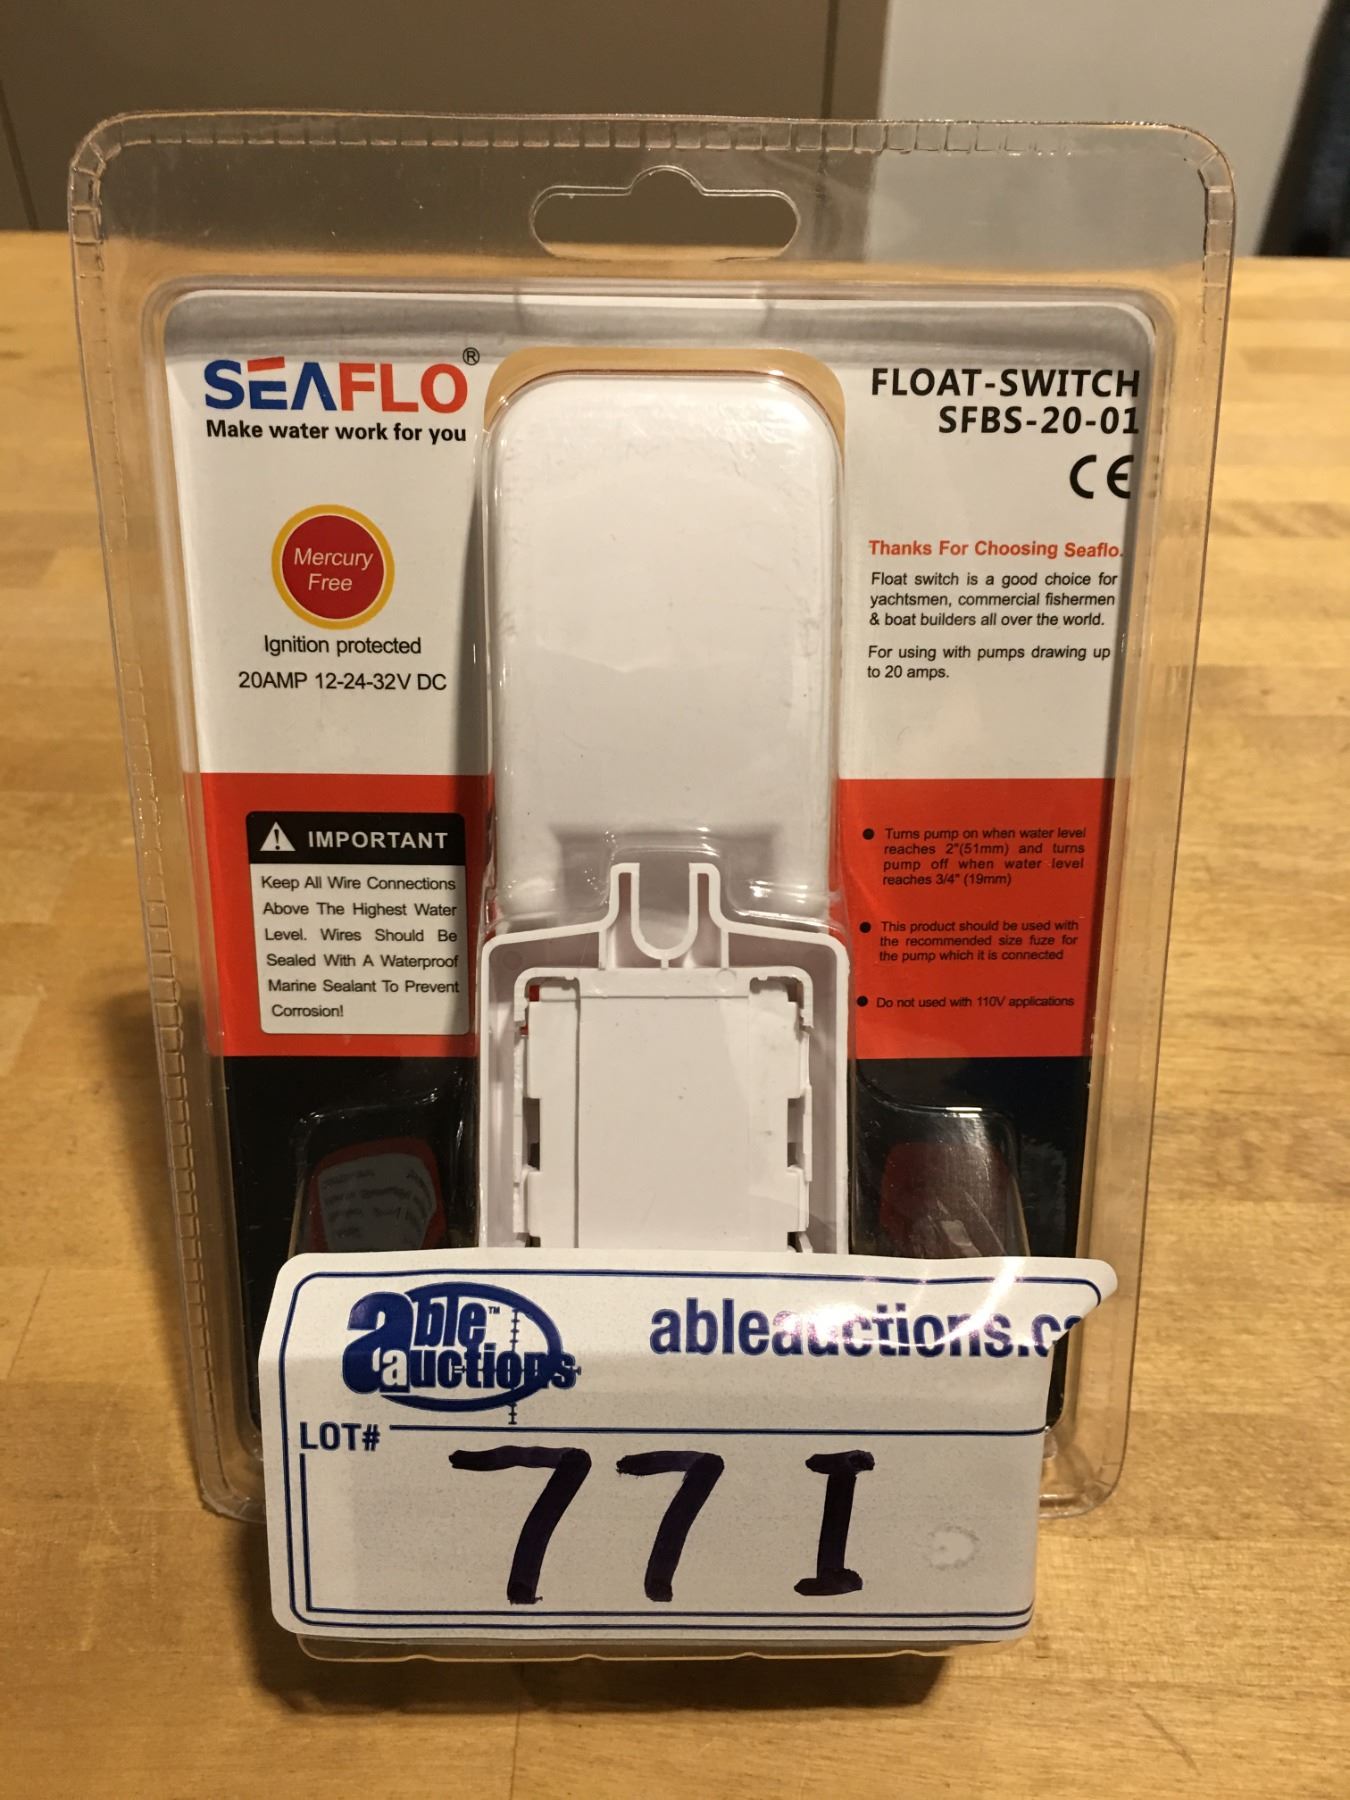 SEAFLO®
Make water work for you
FLOAT-SWITCH
SFBS-20-01
CE
Mercury
Free
Ignition protected
20AMP 12-24-32V DC
Thanks For Choosing Seaflo.
Float switch is a good choice for
yachtsmen, commercial fishermen
& boat builders all over the world.
For using with pumps drawing up
to 20 amps.
IMPORTANT
Keep All Wire Connections
Above The Highest Water
Level. Wires Should Be
Sealed With A Waterproof
Marine Sealant To Prevent
Corrosion!
● Turns pump on when water level
reaches 2"(51mm) and turns
pump off when water level
reaches 3/4" (19mm)
● This product should be used with
the recommended size fuze for
the pump which it is connected
● Do not used with 110V applications
able™
auctions
ableauctions.c
LOT#
77I